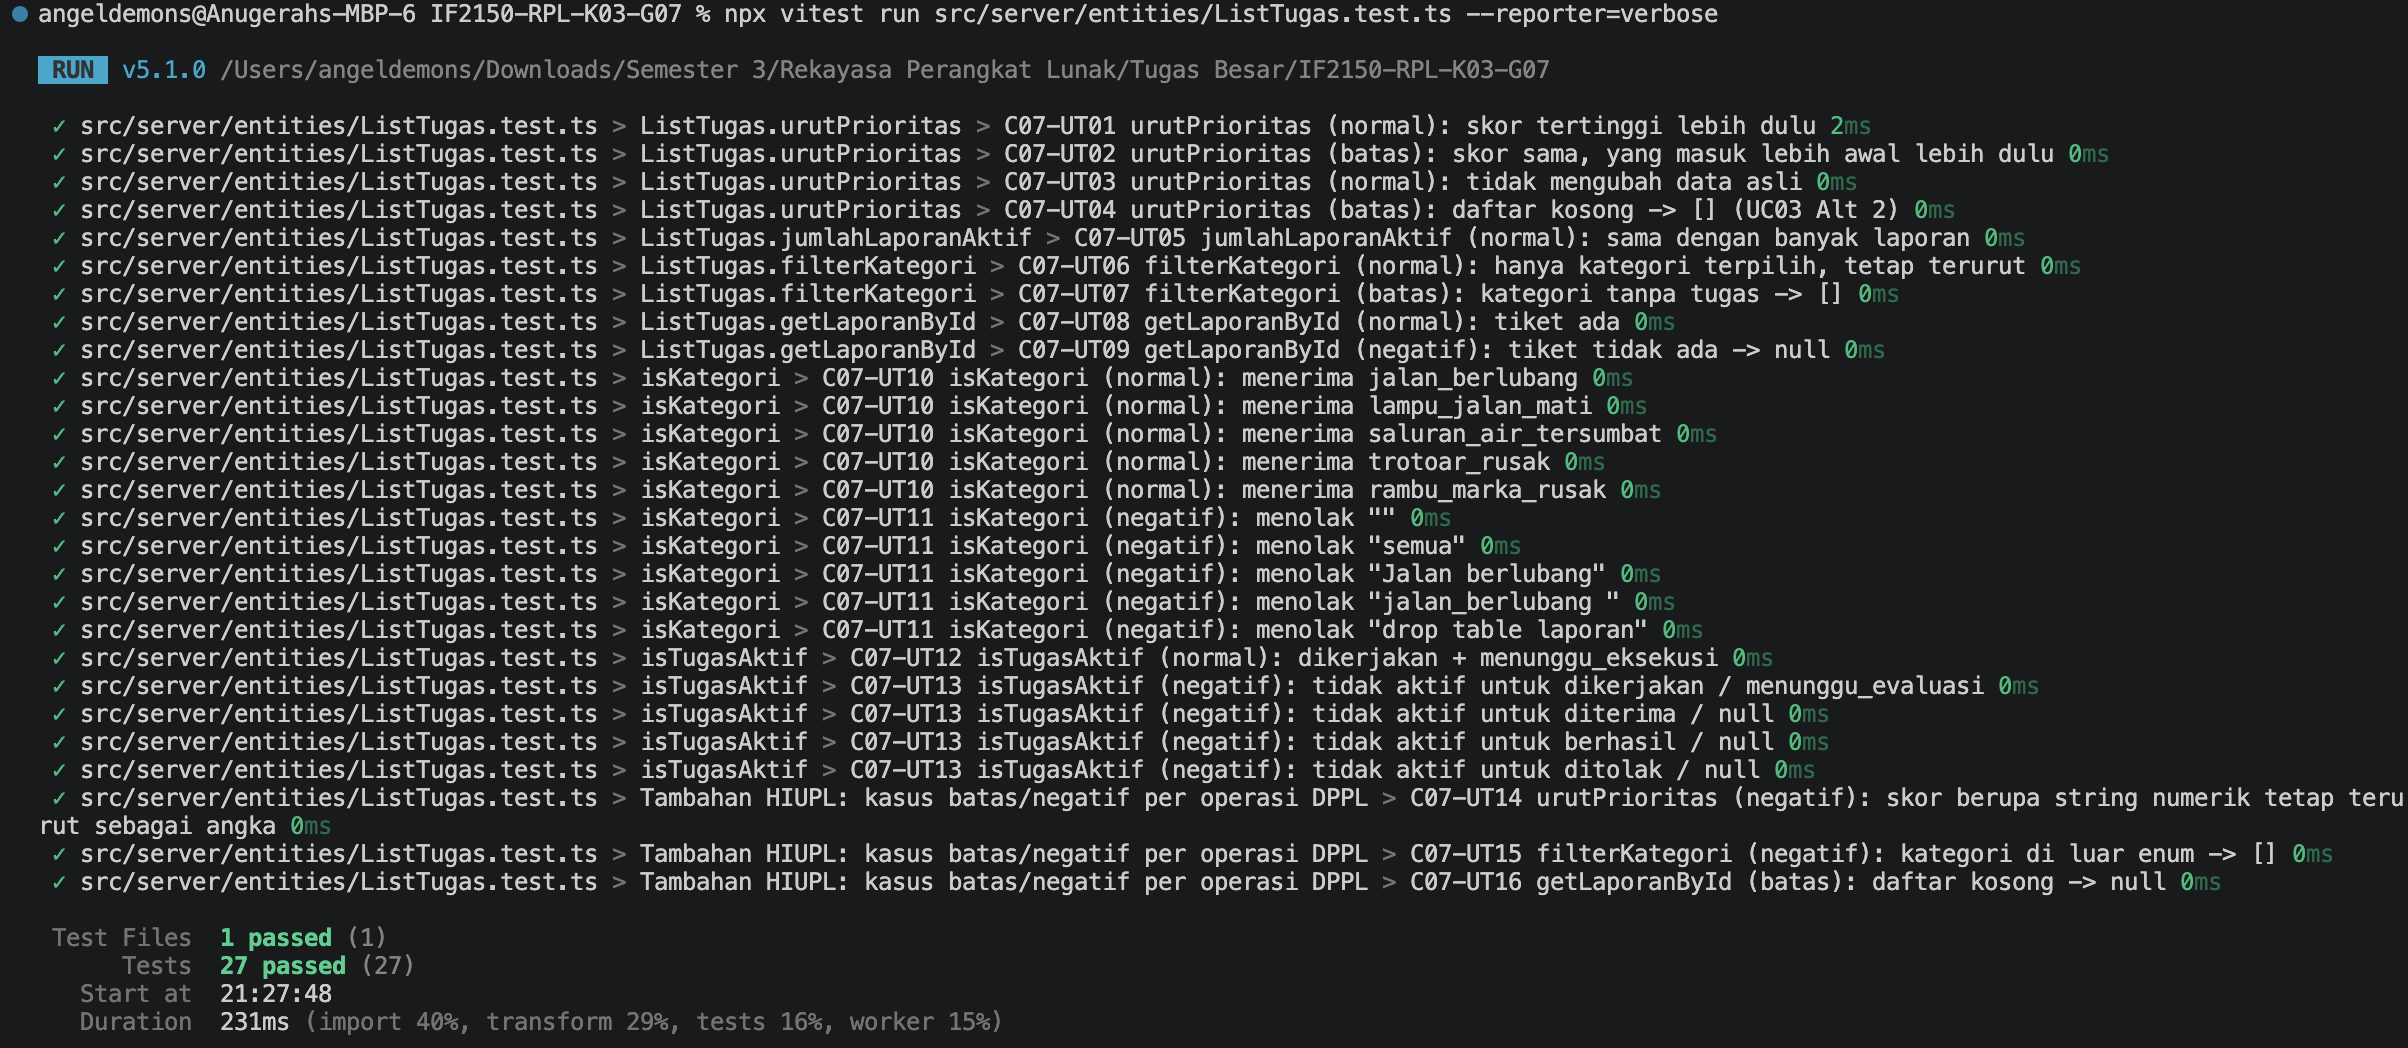 angeldemons@Anugerahs-MBP-6 IF2150-RPL-K03-G07 % npx vitest run src/server/entities/ListTugas.test.ts --reporter=verbose
RUN v5.1.0 /Users/angeldemons/Downloads/Semester 3/Rekayasa Perangkat Lunak/Tugas Besar/IF2150-RPL-K03-G07
✓ src/server/entities/ListTugas.test.ts > ListTugas.urutPrioritas > C07-UT01 urutPrioritas (normal): skor tertinggi lebih dulu 2ms
✓ src/server/entities/ListTugas.test.ts > ListTugas.urutPrioritas > C07-UT02 urutPrioritas (batas): skor sama, yang masuk lebih awal lebih dulu 0ms
✓ src/server/entities/ListTugas.test.ts > ListTugas.urutPrioritas > C07-UT03 urutPrioritas (normal): tidak mengubah data asli 0ms
✓ src/server/entities/ListTugas.test.ts > ListTugas.urutPrioritas > C07-UT04 urutPrioritas (batas): daftar kosong -> [] (UC03 Alt 2) 0ms
✓ src/server/entities/ListTugas.test.ts > ListTugas.jumlahLaporanAktif > C07-UT05 jumlahLaporanAktif (normal): sama dengan banyak laporan 0ms
✓ src/server/entities/ListTugas.test.ts > ListTugas.filterKategori > C07-UT06 filterKategori (normal): hanya kategori terpilih, tetap terurut 0ms
✓ src/server/entities/ListTugas.test.ts > ListTugas.filterKategori > C07-UT07 filterKategori (batas): kategori tanpa tugas -> [] 0ms
✓ src/server/entities/ListTugas.test.ts > ListTugas.getLaporanById > C07-UT08 getLaporanById (normal): tiket ada 0ms
✓ src/server/entities/ListTugas.test.ts > ListTugas.getLaporanById > C07-UT09 getLaporanById (negatif): tiket tidak ada -> null 0ms
✓ src/server/entities/ListTugas.test.ts > isKategori > C07-UT10 isKategori (normal): menerima jalan_berlubang 0ms
✓ src/server/entities/ListTugas.test.ts > isKategori > C07-UT10 isKategori (normal): menerima lampu_jalan_mati 0ms
✓ src/server/entities/ListTugas.test.ts > isKategori > C07-UT10 isKategori (normal): menerima saluran_air_tersumbat 0ms
✓ src/server/entities/ListTugas.test.ts > isKategori > C07-UT10 isKategori (normal): menerima trotoar_rusak 0ms
✓ src/server/entities/ListTugas.test.ts > isKategori > C07-UT10 isKategori (normal): menerima rambu_marka_rusak 0ms
✓ src/server/entities/ListTugas.test.ts > isKategori > C07-UT11 isKategori (negatif): menolak "" 0ms
✓ src/server/entities/ListTugas.test.ts > isKategori > C07-UT11 isKategori (negatif): menolak "semua" 0ms
✓ src/server/entities/ListTugas.test.ts > isKategori > C07-UT11 isKategori (negatif): menolak "Jalan berlubang" 0ms
✓ src/server/entities/ListTugas.test.ts > isKategori > C07-UT11 isKategori (negatif): menolak "jalan_berlubang " 0ms
✓ src/server/entities/ListTugas.test.ts > isKategori > C07-UT11 isKategori (negatif): menolak "drop table laporan" 0ms
✓ src/server/entities/ListTugas.test.ts > isTugasAktif > C07-UT12 isTugasAktif (normal): dikerjakan + menunggu_eksekusi 0ms
✓ src/server/entities/ListTugas.test.ts > isTugasAktif > C07-UT13 isTugasAktif (negatif): tidak aktif untuk dikerjakan / menunggu_evaluasi 0ms
✓ src/server/entities/ListTugas.test.ts > isTugasAktif > C07-UT13 isTugasAktif (negatif): tidak aktif untuk diterima / null 0ms
✓ src/server/entities/ListTugas.test.ts > isTugasAktif > C07-UT13 isTugasAktif (negatif): tidak aktif untuk berhasil / null 0ms
✓ src/server/entities/ListTugas.test.ts > isTugasAktif > C07-UT13 isTugasAktif (negatif): tidak aktif untuk ditolak / null 0ms
✓ src/server/entities/ListTugas.test.ts > Tambahan HIUPL: kasus batas/negatif per operasi DPPL > C07-UT14 urutPrioritas (negatif): skor berupa string numerik tetap teru
rut sebagai angka 0ms
✓ src/server/entities/ListTugas.test.ts > Tambahan HIUPL: kasus batas/negatif per operasi DPPL > C07-UT15 filterKategori (negatif): kategori di luar enum -> [] 0ms
✓ src/server/entities/ListTugas.test.ts > Tambahan HIUPL: kasus batas/negatif per operasi DPPL > C07-UT16 getLaporanById (batas): daftar kosong -> null 0ms
Test Files 1 passed (1)
Tests 27 passed (27)
Start at 21:27:48
Duration 231ms (import 40%, transform 29%, tests 16%, worker 15%)